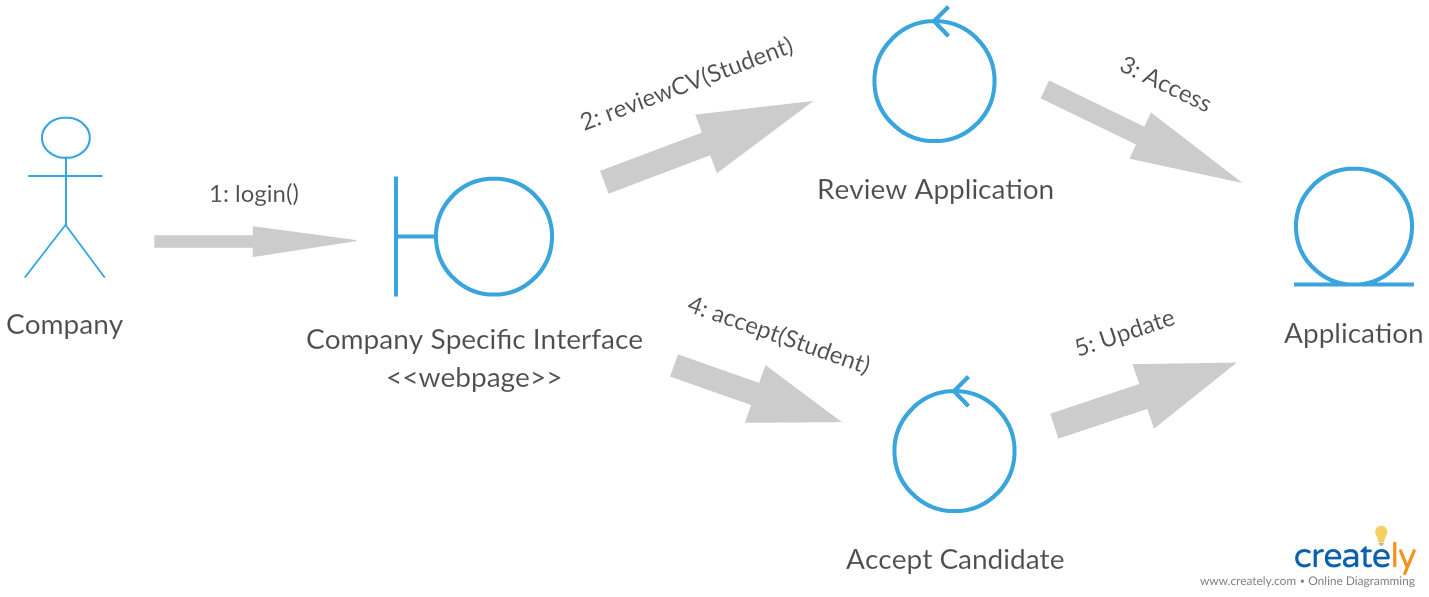 1: login()
2: reviewCV(Student)
3: Access
Review Application
Company
Company Specific Interface
<<webpage>>
4: accept(Student)
5: Update
Application
Accept Candidate
creately
www.creately.com • Online Diagramming